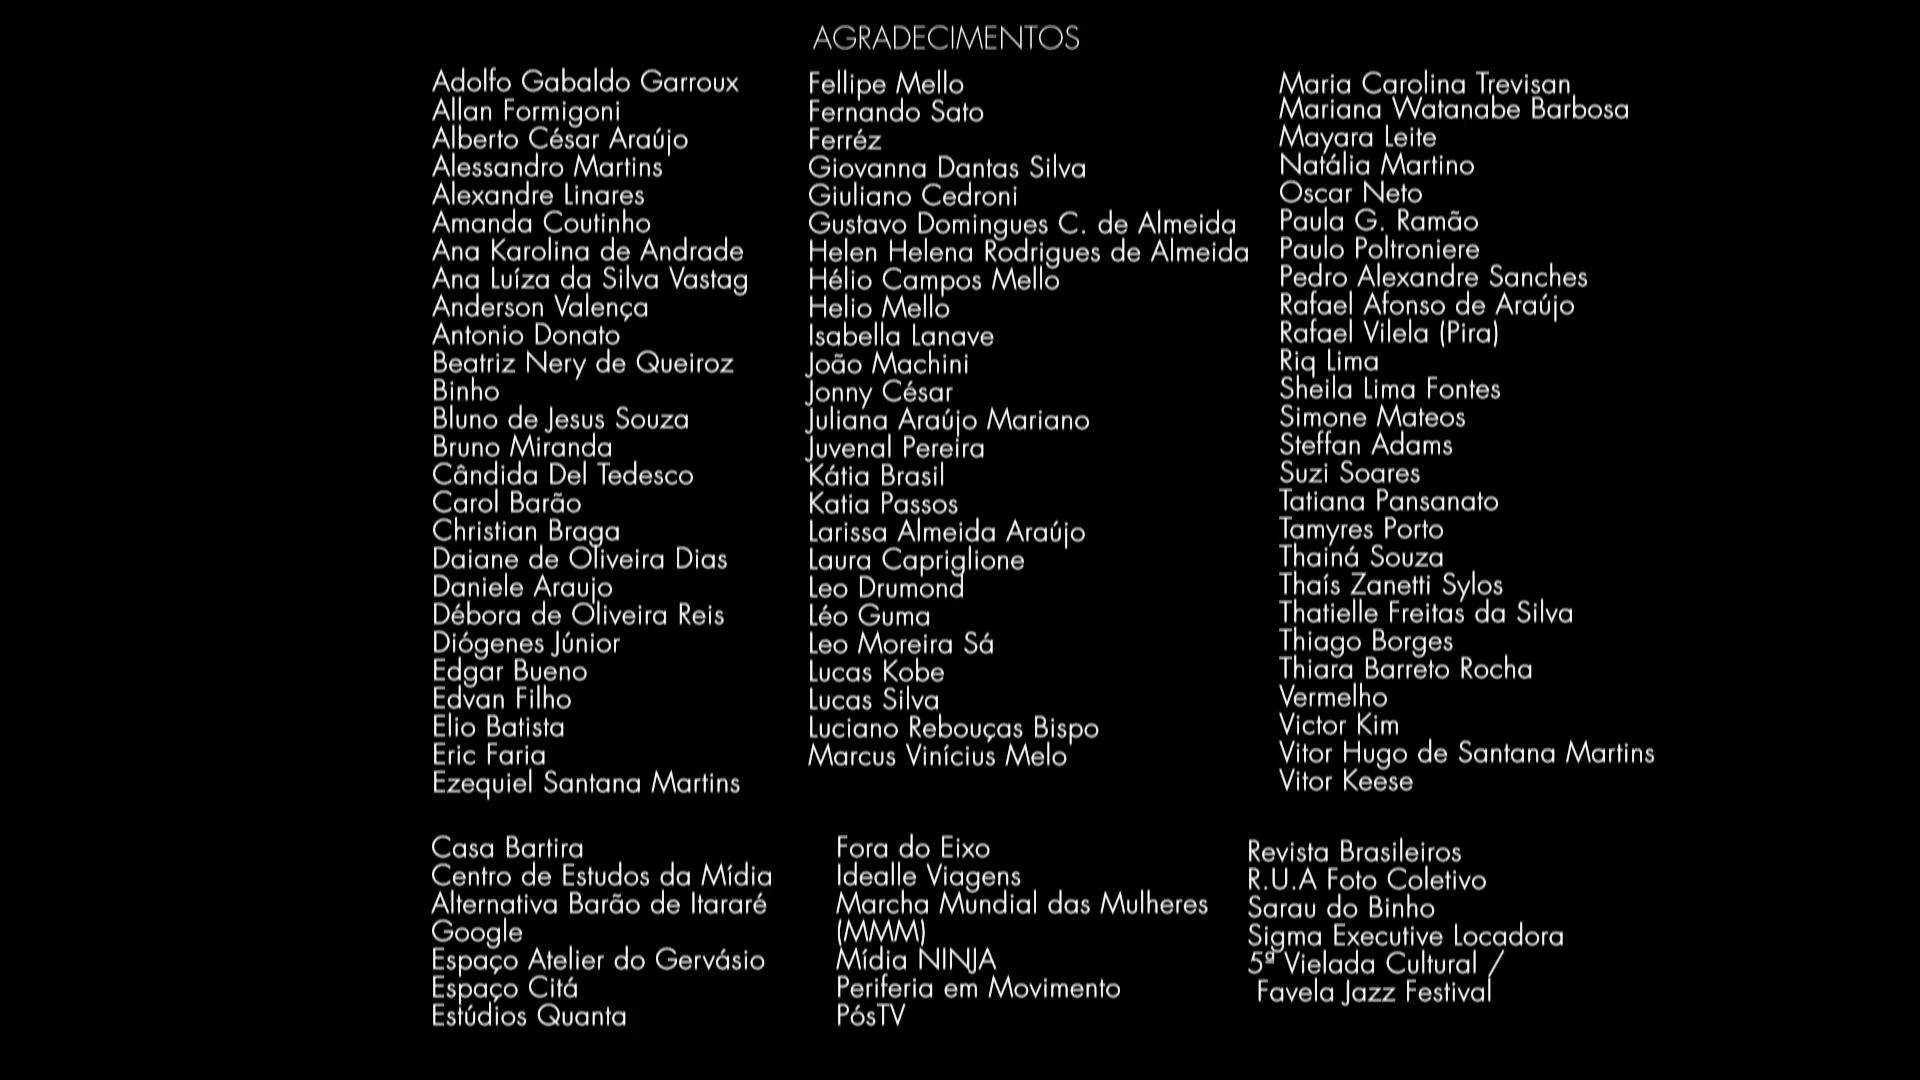 AGRADECIMENTOS
Adolfo Gabaldo Garroux
Allan Formigoni
Alberto César Araújo
Alessandro Martins
Alexandre Linares
Amanda Coutinho
Ana Karolina de Andrade
Ana Luíza da Silva Vastag
Anderson Valença
Antonio Donato
Beatriz Nery de Queiroz
Binho
Bluno de Jesus Souza
Bruno Miranda
Cândida Del Tedesco
Carol Barão
Christian Braga
Daiane de Oliveira Dias
Daniele Araujo
Débora de Oliveira Reis
Diógenes Júnior
Edgar Bueno
Edvan Filho
Elio Batista
Eric Faria
Ezequiel Santana Martins
Fellipe Mello
Fernando Sato
Ferréz
Giovanna Dantas Silva
Giuliano Cedroni
Gustavo Domingues C. de Almeida
Helen Helena Rodrigues de Almeida
Hélio Campos Mello
Helio Mello
Isabella Lanave
João Machini
Jonny César
Juliana Araújo Mariano
Juvenal Pereira
Kátia Brasil
Katia Passos
Larissa Almeida Araújo
Laura Capriglione
Leo Drumond
Léo Guma
Leo Moreira Sá
Lucas Kobe
Lucas Silva
Luciano Rebouças Bispo
Marcus Vinícius Melo
Maria Carolina Trevisan
Mariana Watanabe Barbosa
Mayara Leite
Natália Martino
Oscar Neto
Paula G. Ramão
Paulo Poltroniere
Pedro Alexandre Sanches
Rafael Afonso de Araújo
Rafael Vilela (Pira)
Riq Lima
Sheila Lima Fontes
Simone Mateos
Steffan Adams
Suzi Soares
Tatiana Pansanato
Tamyres Porto
Thainá Souza
Thaís Zanetti Sylos
Thatielle Freitas da Silva
Thiago Borges
Thiara Barreto Rocha
Vermelho
Victor Kim
Vitor Hugo de Santana Martins
Vitor Keese
Casa Bartira
Centro de Estudos da Mídia
Alternativa Barão de Itararé
Google
Espaço Atelier do Gervásio
Espaço Citá
Estúdios Quanta
Fora do Eixo
Idealle Viagens
Marcha Mundial das Mulheres
(MMM)
Mídia NINJA
Periferia em Movimento
PósTV
Revista Brasileiros
R.U.A Foto Coletivo
Sarau do Binho
Sigma Executive Locadora
5ª Vielada Cultural /
Favela Jazz Festival